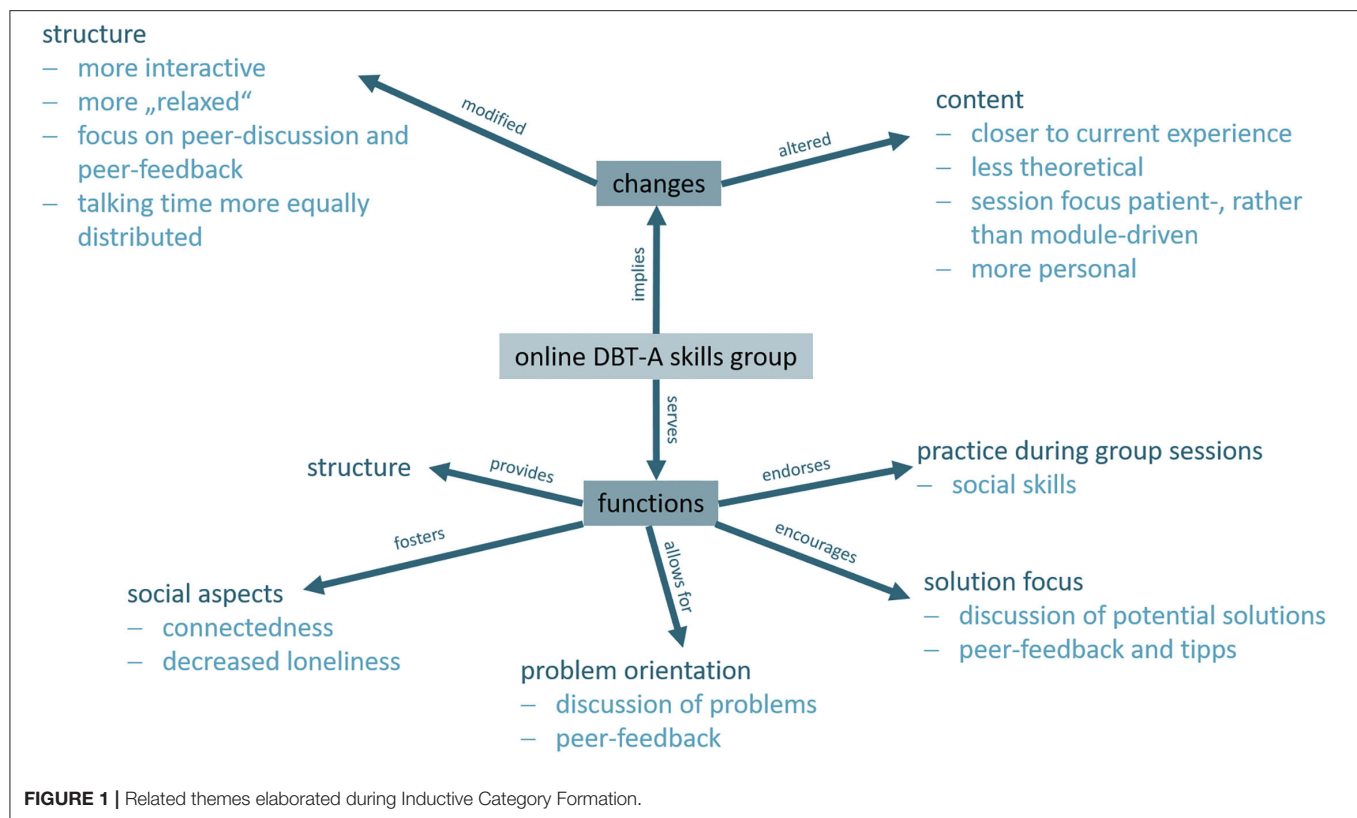 structure
– more interactive
– more „relaxed“
– focus on peer-discussion and
peer-feedback
– talking time more equally
distributed
modified
changes
altered
content
– closer to current experience
– less theoretical
– session focus patient-, rather
than module-driven
– more personal
implies
online DBT-A skills group
serves
functions
provides
structure
fosters
social aspects
– connectedness
– decreased loneliness
allows for
problem orientation
– discussion of problems
– peer-feedback
endorses
practice during group sessions
– social skills
encourages
solution focus
– discussion of potential solutions
– peer-feedback and tipps
FIGURE 1 | Related themes elaborated during Inductive Category Formation.